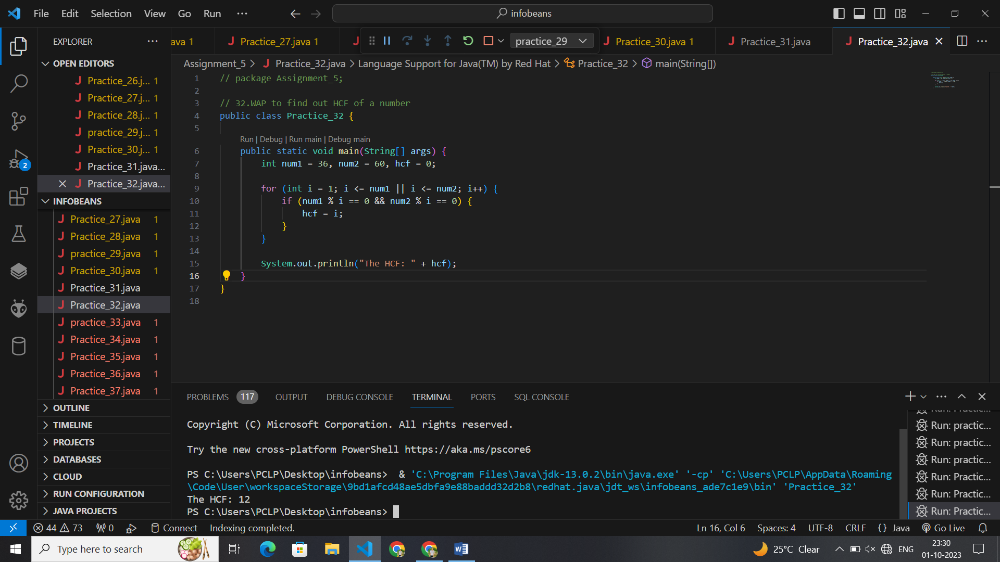 File Edit Selection View Go Run ··· infobeans
EXPLORER ···
ava 1 Practice_27.java 1 practice_29 Practice_30.java 1 Practice_31.java Practice_32.java
OPEN EDITORS
Practice_26.j... 1
Practice_27.j... 1
Practice_28.j... 1
practice_29.j... 1
Practice_30.j... 1
Practice_31.java...
Practice_32.java...
INFOBEANS
Practice_27.java 1
Practice_28.java 1
practice_29.java 1
Practice_30.java 1
Practice_31.java
Practice_32.java
practice_33.java 1
Practice_34.java 1
Practice_35.java 1
Practice_36.java 1
Practice_37.java 1
OUTLINE
TIMELINE
PROJECTS
DATABASES
CLOUD
RUN CONFIGURATION
JAVA PROJECTS
2
Assignment_5 > Practice_32.java > Language Support for Java(TM) by Red Hat > Practice_32 > main(String[])
1 // package Assignment_5;
2
3 // 32.WAP to find out HCF of a number
4 public class Practice_32 {
5
Run | Debug | Run main | Debug main
6 public static void main(String[] args) {
7 int num1 = 36, num2 = 60, hcf = 0;
8
9 for (int i = 1; i <= num1 || i <= num2; i++) {
10 if (num1 % i == 0 && num2 % i == 0) {
11 hcf = i;
12 }
13 }
14
15 System.out.println("The HCF: " + hcf);
16 }
17 }
18
PROBLEMS 117 OUTPUT DEBUG CONSOLE TERMINAL PORTS SQL CONSOLE
Copyright (C) Microsoft Corporation. All rights reserved.
Try the new cross-platform PowerShell https://aka.ms/pscore6
PS C:\Users\PCLP\Desktop\infobeans>  & 'C:\Program Files\Java\jdk-13.0.2\bin\java.exe' '-cp' 'C:\Users\PCLP\AppData\Roaming
\Code\User\workspaceStorage\9bd1afcd48ae5dbfa9e88baddd32d2b8\redhat.java\jdt_ws\infobeans_ade7c1e9\bin' 'Practice_32'
The HCF: 12
PS C:\Users\PCLP\Desktop\infobeans>
Run: practic...
Run: practic...
Run: practic...
Run: Practic...
Run: Practic...
Run: Practic...
44 73 0 Connect Indexing completed. Ln 16, Col 6 Spaces: 4 UTF-8 CRLF {} Java Go Live
Type here to search 25°C Clear ENG 23:30
01-10-2023